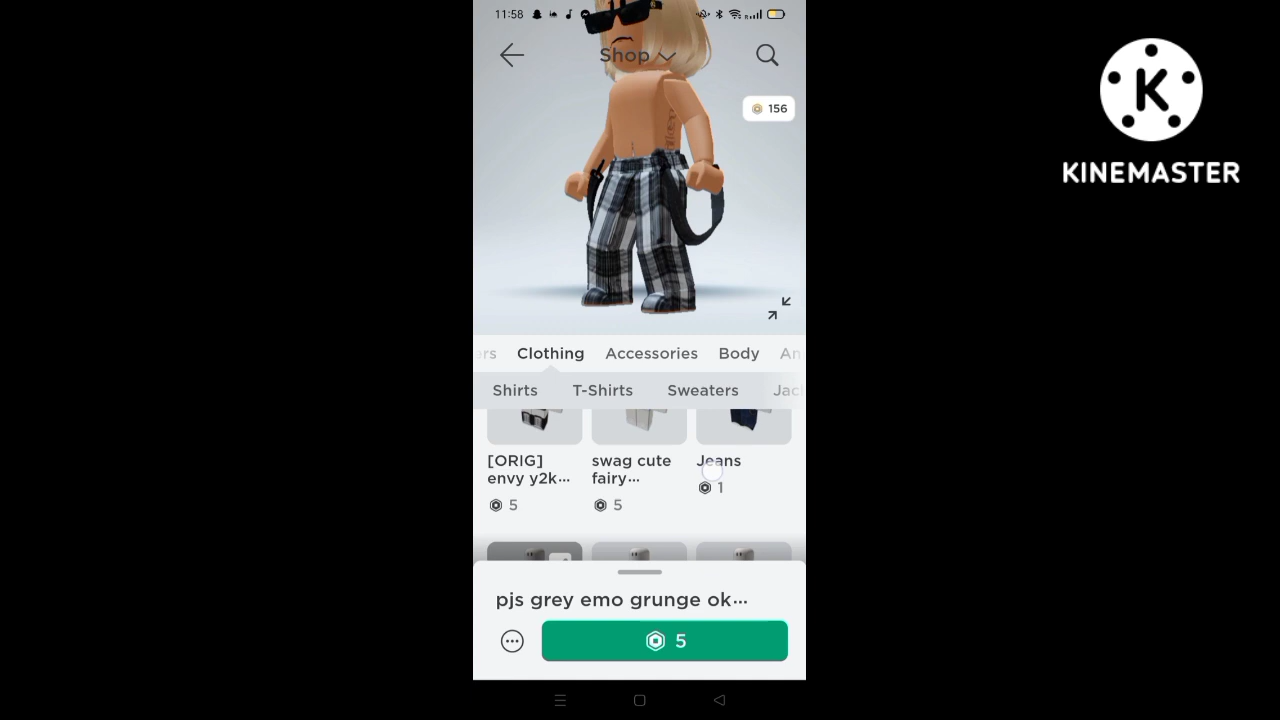 11:58
Shop
156
K
KINEMASTER
ers Clothing Accessories Body An
Shirts T-Shirts Sweaters Jac
[ORIG] envy y2k...
swag cute fairy...
Jeans
5
5
1
pjs grey emo grunge ok...
5